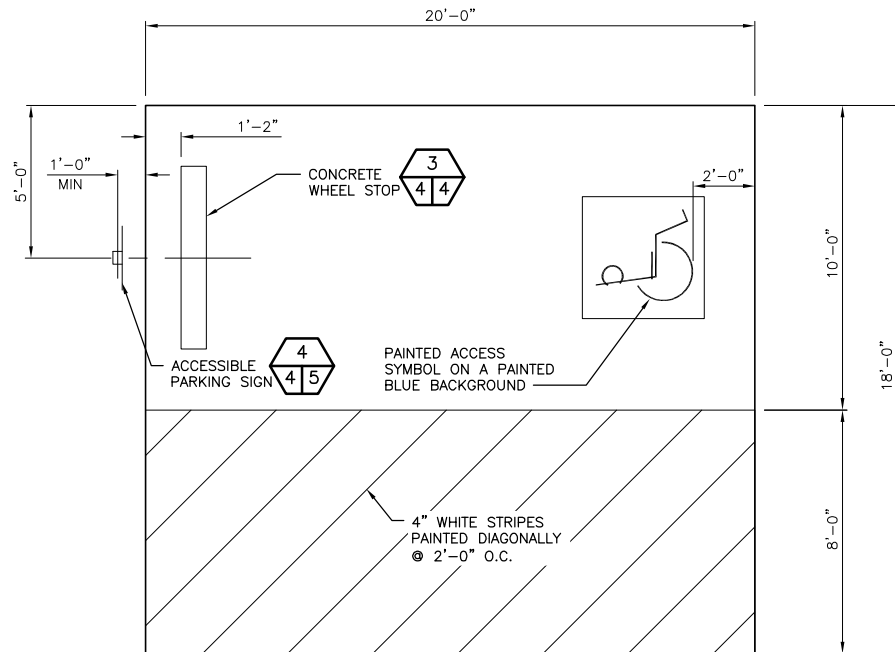 20'-0"
1'-2"
5'-0"
1'-0"
MIN
CONCRETE
WHEEL STOP
3
4 4
2'-0"
10'-0"
18'-0"
ACCESSIBLE
PARKING SIGN
4
4 5
PAINTED ACCESS
SYMBOL ON A PAINTED
BLUE BACKGROUND
4" WHITE STRIPES
PAINTED DIAGONALLY
@ 2'-0" O.C.
8'-0"